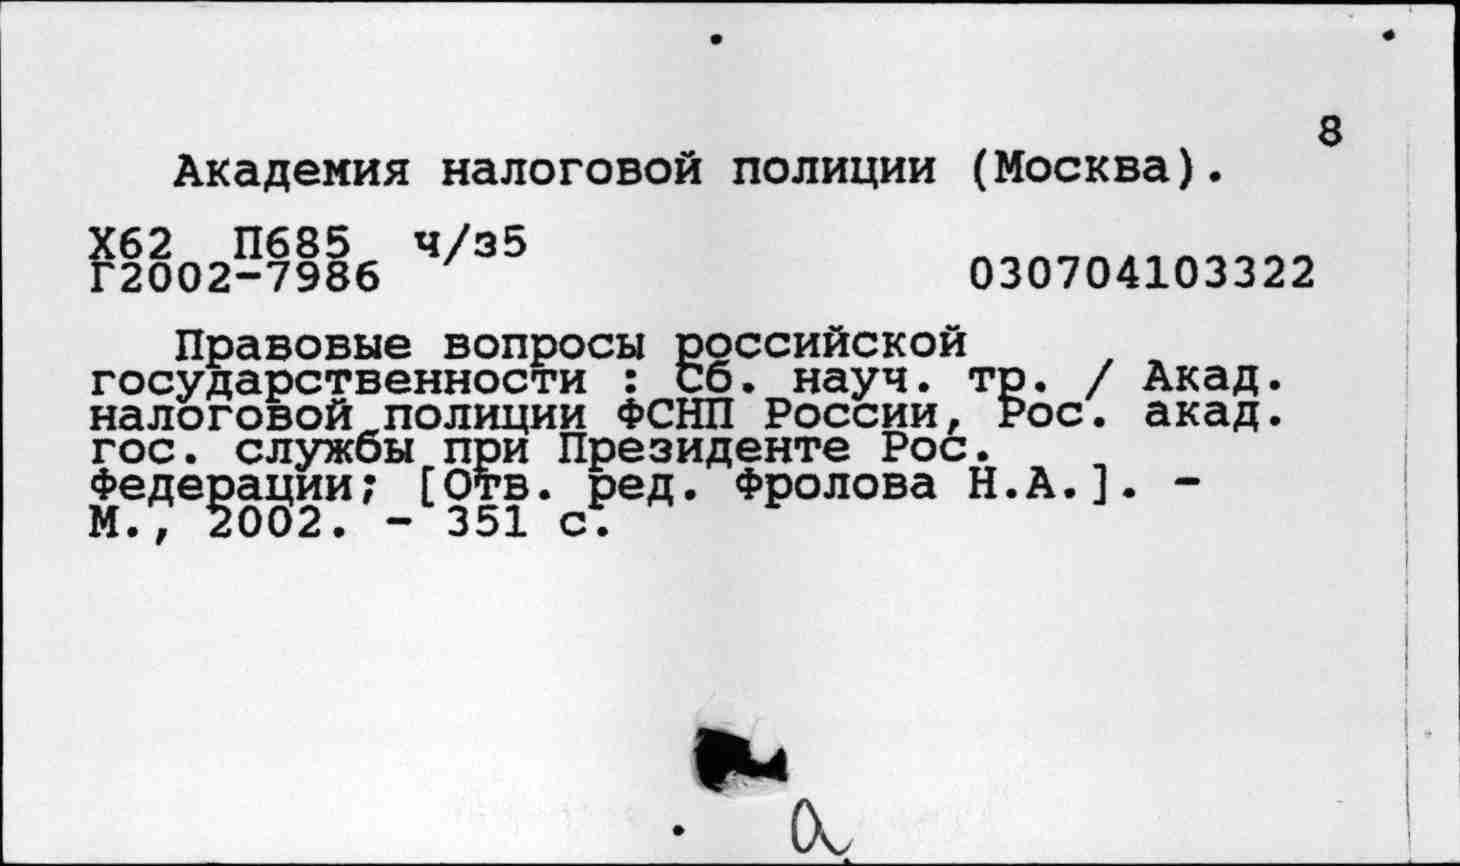 8
Академия налоговой полиции (Москва).
Х62 П685 ч/з5
Г2002-7986
030704103322
Правовые вопросы российской
государственности : Сб. науч. тр. / Акад.
налоговой полиции ФСНП России, Рос. акад.
гос. службы при Президенте Рос.
Федерации; [Отв. ред. Фролова Н.А.]. -
М., 2002. - 351 с.